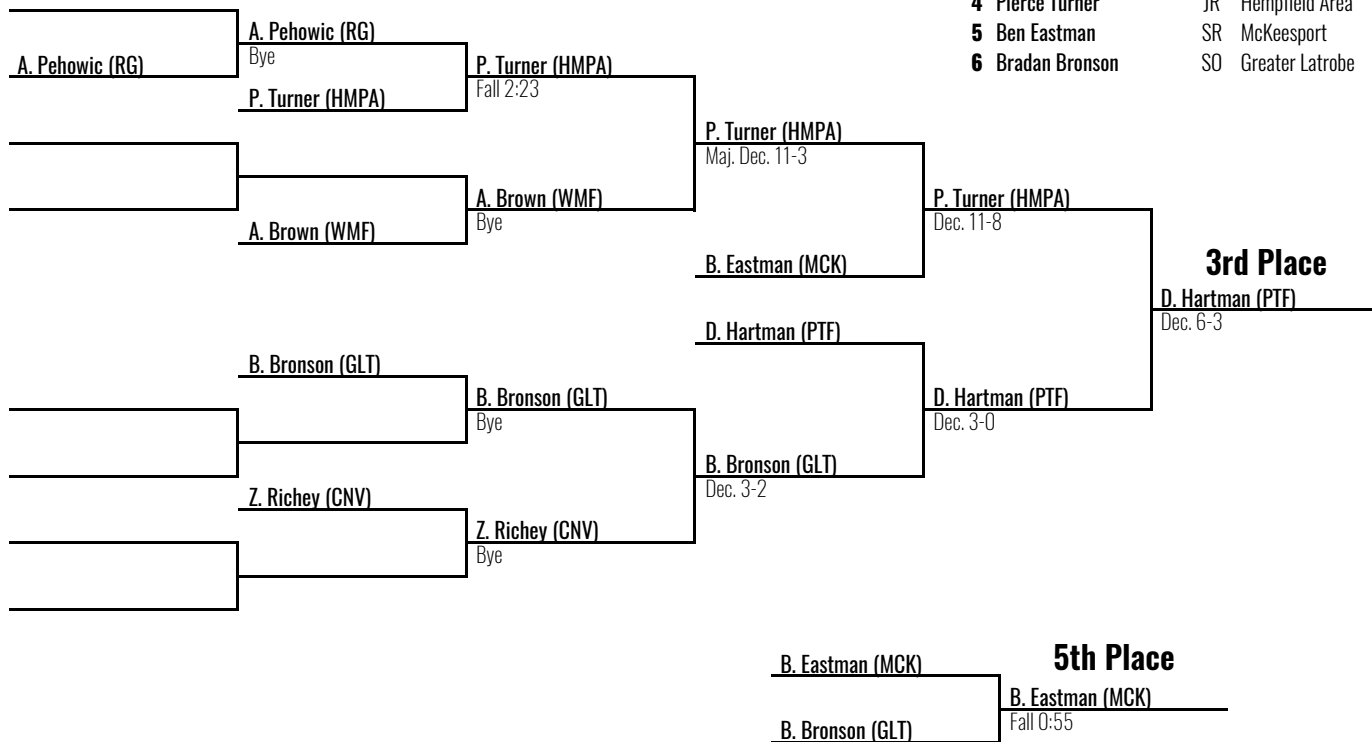 4 Pierce Turner JR Hempfield Area
5 Ben Eastman SR McKeesport
6 Bradan Bronson SO Greater Latrobe
A. Pehowic (RG)
A. Pehowic (RG)
Bye
P. Turner (HMPA)
P. Turner (HMPA)
Fall 2:23
A. Brown (WMF)
A. Brown (WMF)
Bye
P. Turner (HMPA)
Maj. Dec. 11-3
B. Eastman (MCK)
P. Turner (HMPA)
Dec. 11-8
3rd Place
D. Hartman (PTF)
Dec. 6-3
D. Hartman (PTF)
D. Hartman (PTF)
Dec. 3-0
B. Bronson (GLT)
B. Bronson (GLT)
Bye
B. Bronson (GLT)
Dec. 3-2
Z. Richey (CNV)
Z. Richey (CNV)
Bye
5th Place
B. Eastman (MCK)
B. Eastman (MCK)
Fall 0:55
B. Bronson (GLT)